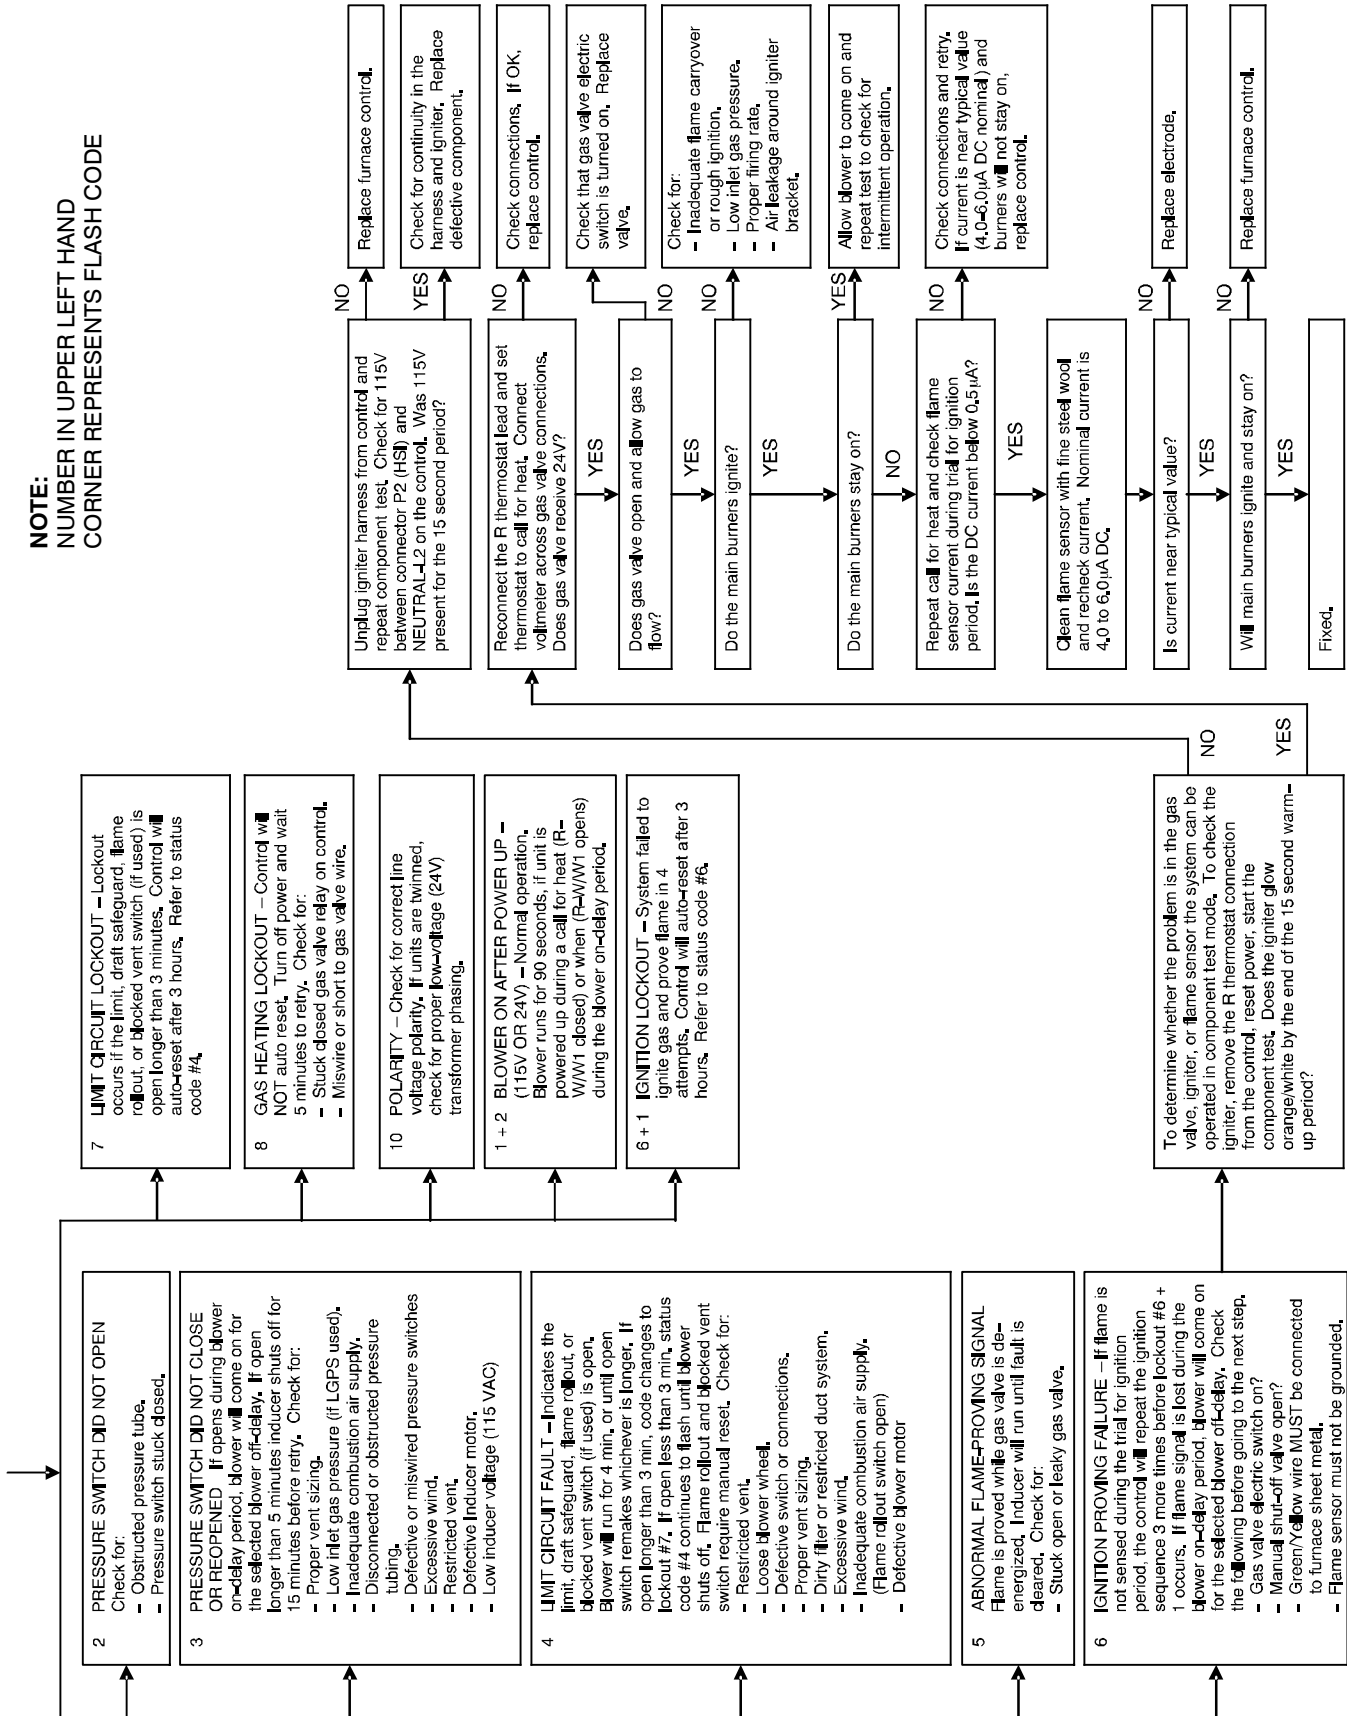 NOTE:
NUMBER IN UPPER LEFT HAND
CORNER REPRESENTS FLASH CODE
2 PRESSURE SWITCH DID NOT OPEN
Check for:
– Obstructed pressure tube.
– Pressure switch stuck closed.
3 PRESSURE SWITCH DID NOT CLOSE
OR REOPENED - If opens during blower
on–delay period, blower will come on for
the selected blower off–delay. If open
longer than 5 minutes inducer shuts off for
15 minutes before retry. Check for:
– Proper vent sizing.
– Low inlet gas pressure (if LGPS used).
– Inadequate combustion air supply.
– Disconnected or obstructed pressure
tubing.
– Defective or miswired pressure switches
– Excessive wind.
– Restricted vent.
– Defective Inducer motor.
– Low inducer voltage (115 VAC)
4 LIMIT CIRCUIT FAULT – Indicates the
limit, draft safeguard, flame rollout, or
blocked vent switch (if used) is open.
Blower will run for 4 min. or until open
switch remakes whichever is longer. If
open longer than 3 min, code changes to
lockout #7. If open less than 3 min. status
code #4 continues to flash until blower
shuts off. Flame rollout and blocked vent
switch require manual reset. Check for:
– Restricted vent.
– Loose blower wheel.
– Defective switch or connections.
– Proper vent sizing.
– Dirty filter or restricted duct system.
– Excessive wind.
– Inadequate combustion air supply.
(Flame rollout switch open)
– Defective blower motor
5 ABNORMAL FLAME–PROVING SIGNAL
Flame is proved while gas valve is de–
energized. Inducer will run until fault is
cleared. Check for:
– Stuck open or leaky gas valve.
6 IGNITION PROVING FAILURE – If flame is
not sensed during the trial for ignition
period, the control will repeat the ignition
sequence 3 more times before lockout #6 +
1 occurs. If flame signal is lost during the
blower on–delay period, blower will come on
for the selected blower off–delay. Check
the following before going to the next step.
– Gas valve electric switch on?
– Manual shut–off valve open?
– Green/Yellow wire MUST be connected
to furnace sheet metal.
– Flame sensor must not be grounded.
7 LIMIT CIRCUIT LOCKOUT – Lockout
occurs if the limit, draft safeguard, flame
rollout, or blocked vent switch (if used) is
open longer than 3 minutes. Control will
auto–reset after 3 hours. Refer to status
code #4.
8 GAS HEATING LOCKOUT – Control will
NOT auto reset. Turn off power and wait
5 minutes to retry. Check for:
– Stuck closed gas valve relay on control.
– Miswire or short to gas valve wire.
10 POLARITY – Check for correct line
voltage polarity. If units are twinned,
check for proper low–voltage (24V)
transformer phasing.
1 + 2 BLOWER ON AFTER POWER UP –
(115V OR 24V) – Normal operation.
Blower runs for 90 seconds, if unit is
powered up during a call for heat (R–
W/W1 closed) or when (R–W/W1 opens)
during the blower on–delay period.
6 + 1 IGNITION LOCKOUT – System failed to
ignite gas and prove flame in 4
attempts. Control will auto–reset after 3
hours. Refer to status code #6.
To determine whether the problem is in the gas
valve, igniter, or flame sensor the system can be
operated in component test mode. To check the
igniter, remove the R thermostat connection
from the control, reset power, start the
component test. Does the igniter glow
orange/white by the end of the 15 second warm–
up period?
NO
YES
Unplug igniter harness from control and
repeat component test. Check for 115V
between connector P2 (HSI) and
NEUTRAL–L2 on the control. Was 115V
present for the 15 second period?
NO
Replace furnace control.
YES
Check for continuity in the
harness and igniter. Replace
defective component.
Reconnect the R thermostat lead and set
thermostat to call for heat. Connect
voltmeter across gas valve connections.
Does gas valve receive 24V?
NO
Check connections. If OK,
replace control.
YES
Does gas valve open and allow gas to
flow?
NO
Check that gas valve electric
switch is turned on. Replace
valve.
YES
Do the main burners ignite?
NO
Check for:
– Inadequate flame carryover
or rough ignition.
– Low inlet gas pressure.
– Proper firing rate.
– Air leakage around igniter
bracket.
YES
Do the main burners stay on?
YES
Allow blower to come on and
repeat test to check for
intermittent operation.
NO
Repeat call for heat and check flame
sensor current during trial for ignition
period. Is the DC current below 0.5µA?
NO
Check connections and retry.
If current is near typical value
(4.0–6.0µA DC nominal) and
burners will not stay on,
replace control.
YES
Clean flame sensor with fine steel wool
and recheck current. Nominal current is
4.0 to 6.0µA DC.
Is current near typical value?
NO
Replace electrode.
YES
Will main burners ignite and stay on?
NO
Replace furnace control.
YES
Fixed.